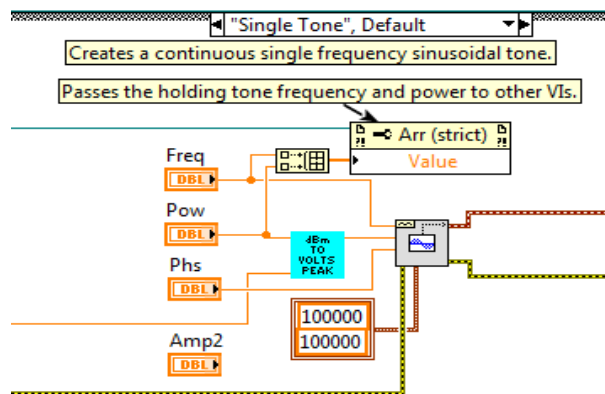 "Single Tone", Default
Creates a continuous single frequency sinusoidal tone.
Passes the holding tone frequency and power to other VIs.
Arr (strict)
Value
Freq
DBL
Pow
DBL
dBm
TO
VOLTS
PEAK
Phs
DBL
100000
100000
Amp2
DBL